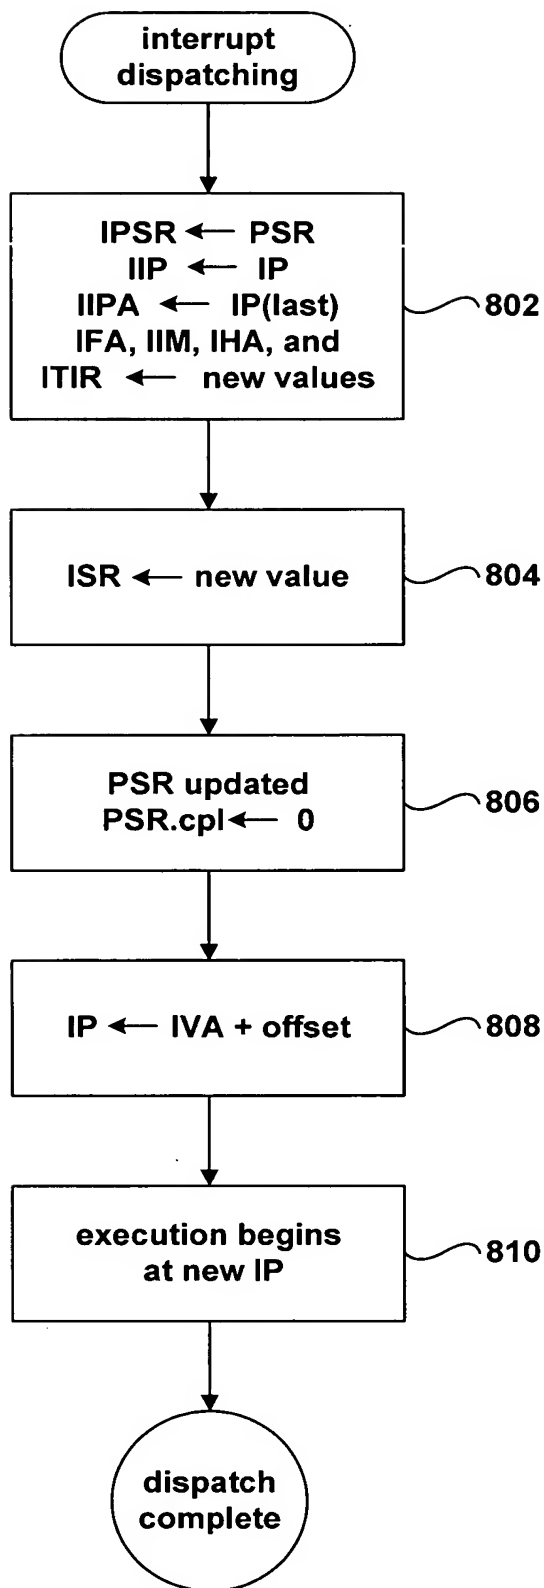 interrupt
dispatching
IPSR ← PSR
IIP ← IP
IIPA ← IP(last)
IFA, IIM, IHA, and
ITIR ← new values
802
ISR ← new value
804
PSR updated
PSR.cpl ← 0
806
IP ← IVA + offset
808
execution begins
at new IP
810
dispatch
complete